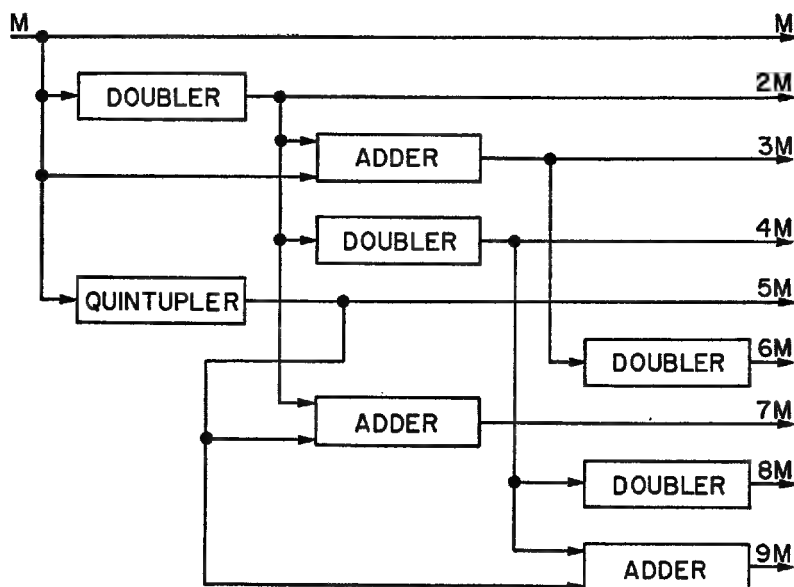 M M
DOUBLER 2M
ADDER 3M
DOUBLER 4M
QUINTUPLER 5M
DOUBLER 6M
ADDER 7M
DOUBLER 8M
ADDER 9M